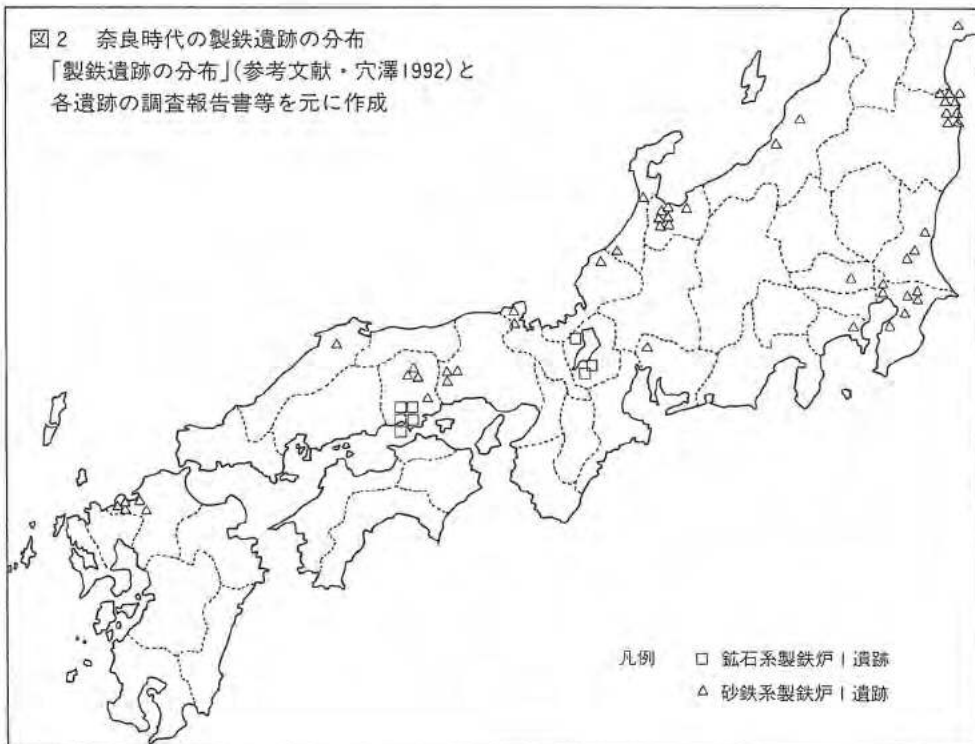 図2 奈良時代の製鉄遺跡の分布
「製鉄遺跡の分布」(参考文献・穴澤1992)と
各遺跡の調査報告書等を元に作成
凡例 □ 鉱石系製鉄炉1遺跡
△ 砂鉄系製鉄炉1遺跡